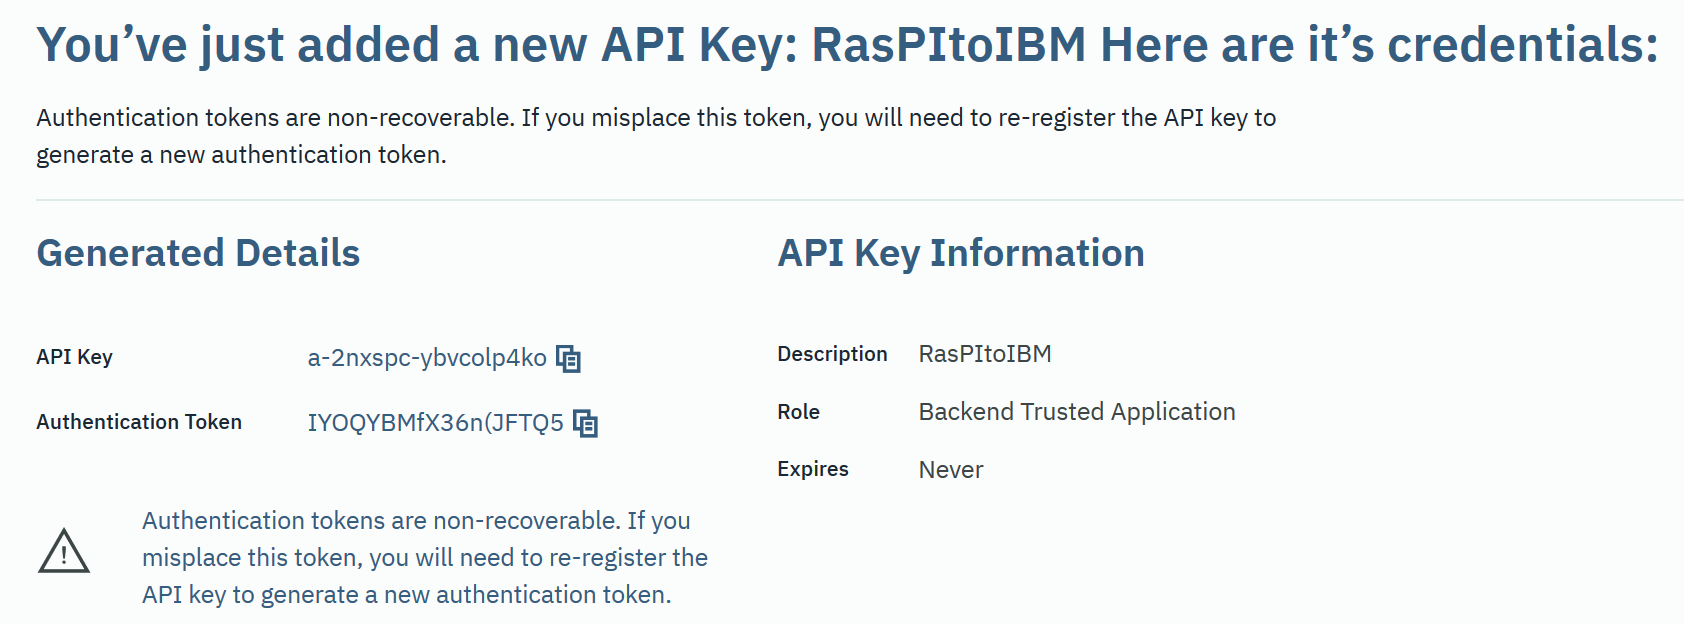 You’ve just added a new API Key: RasPItoIBM Here are it’s credentials:
Authentication tokens are non-recoverable. If you misplace this token, you will need to re-register the API key to
generate a new authentication token.
Generated Details
API Key a-2nxspc-ybvcolp4ko
Authentication Token IYOQYBMfX36n(JFTQ5
Authentication tokens are non-recoverable. If you
misplace this token, you will need to re-register the
API key to generate a new authentication token.
API Key Information
Description RasPItoIBM
Role Backend Trusted Application
Expires Never